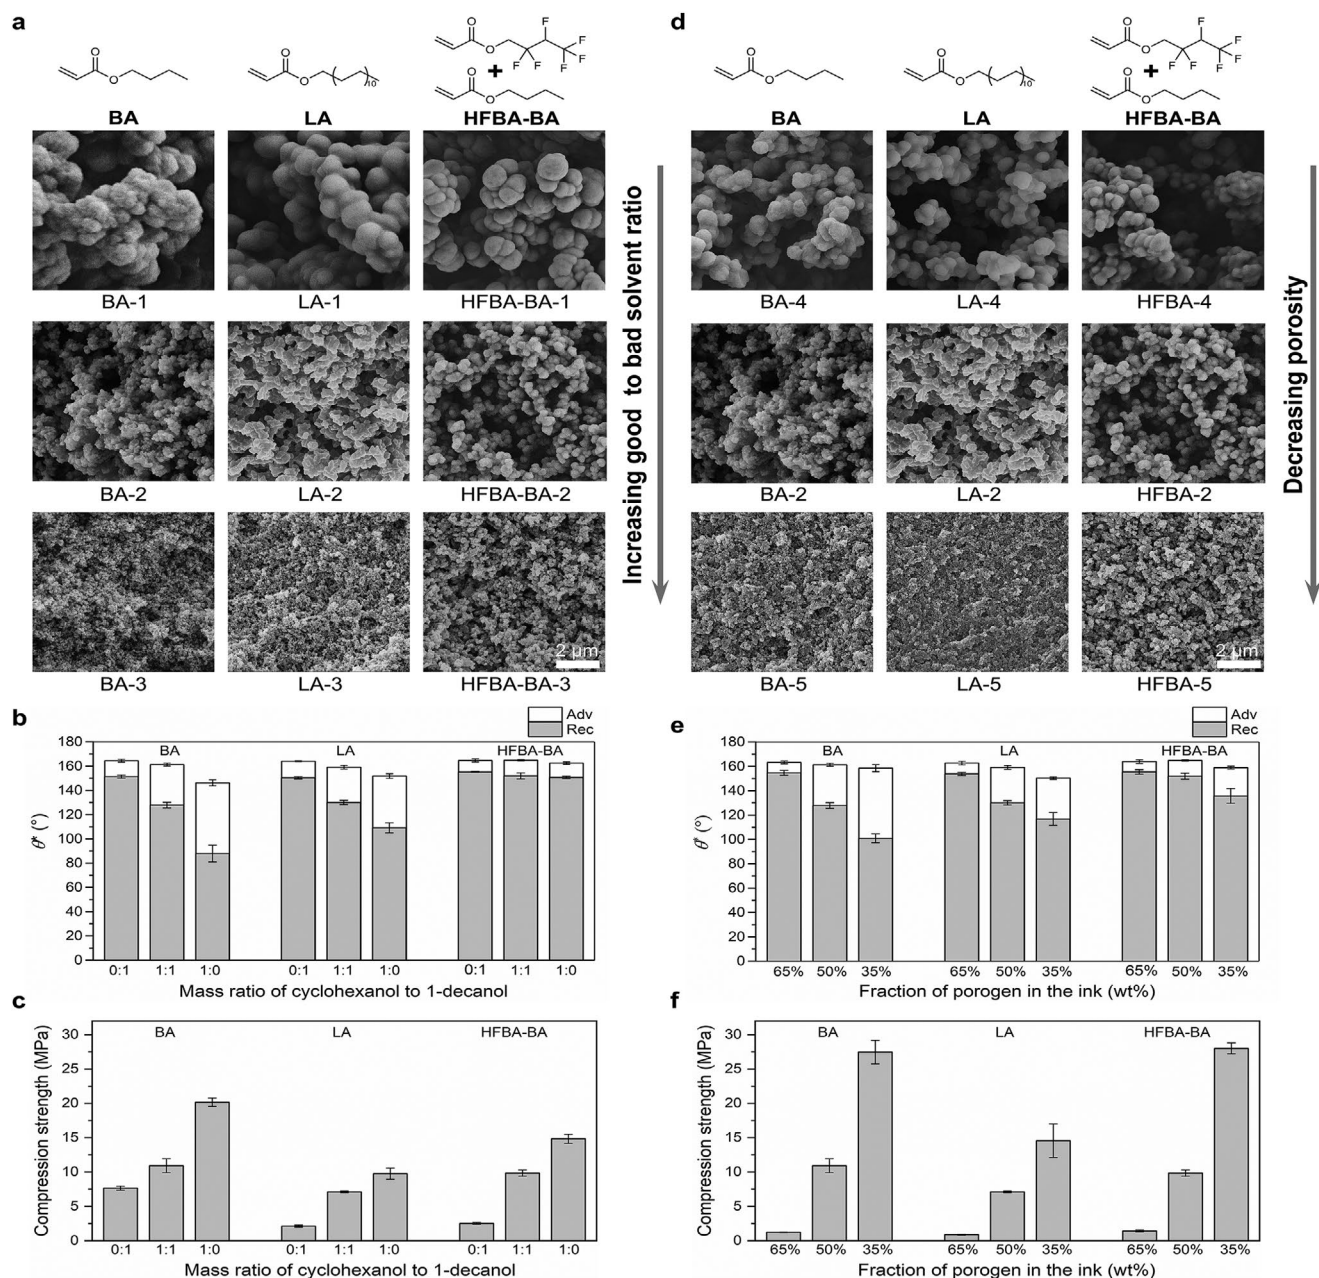 a
O
O
10
O
O
F
F
F
F
F
F
+
O
O
BA
LA
HFBA-BA
BA-1
LA-1
HFBA-BA-1
BA-2
LA-2
HFBA-BA-2
2 µm
BA-3
LA-3
HFBA-BA-3
Increasing good to bad solvent ratio
b
Adv
Rec
BA
LA
HFBA-BA
180
160
140
120
100
80
60
40
20
0
θ* (°)
0:1 1:1 1:0 0:1 1:1 1:0 0:1 1:1 1:0
Mass ratio of cyclohexanol to 1-decanol
c
BA
LA
HFBA-BA
30
25
20
15
10
5
0
Compression strength (MPa)
0:1 1:1 1:0 0:1 1:1 1:0 0:1 1:1 1:0
Mass ratio of cyclohexanol to 1-decanol
d
O
O
10
O
O
F
F
F
F
F
F
+
O
O
BA
LA
HFBA-BA
BA-4
LA-4
HFBA-4
BA-2
LA-2
HFBA-2
2 µm
BA-5
LA-5
HFBA-5
Decreasing porosity
e
Adv
Rec
BA
LA
HFBA-BA
180
160
140
120
100
80
60
40
20
0
θ* (°)
65% 50% 35% 65% 50% 35% 65% 50% 35%
Fraction of porogen in the ink (wt%)
f
BA
LA
HFBA-BA
30
25
20
15
10
5
0
Compression strength (MPa)
65% 50% 35% 65% 50% 35% 65% 50% 35%
Fraction of porogen in the ink (wt%)